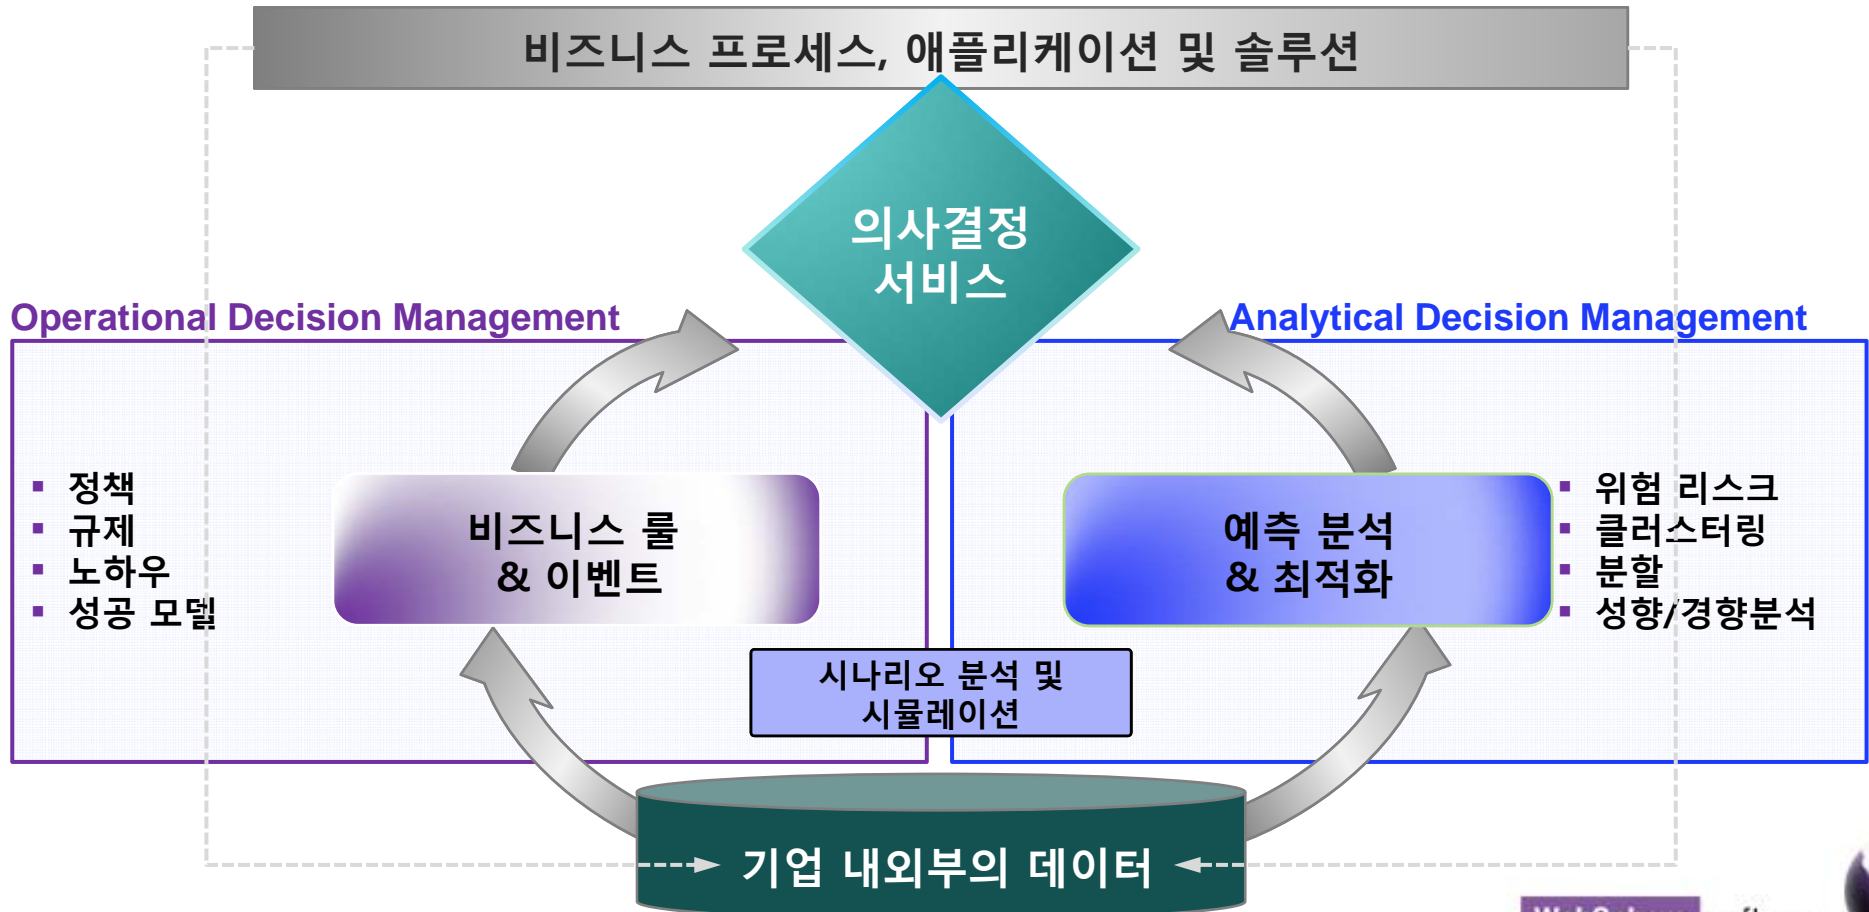 비즈니스 프로세스, 애플리케이션 및 솔루션
의사결정
서비스
Operational Decision Management
Analytical Decision Management
▪ 정책
▪ 규제
▪ 노하우
▪ 성공 모델
비즈니스 룰
& 이벤트
예측 분석
& 최적화
▪ 위험 리스크
▪ 클러스터링
▪ 분할
▪ 성향/경향분석
시나리오 분석 및
시뮬레이션
기업 내외부의 데이터